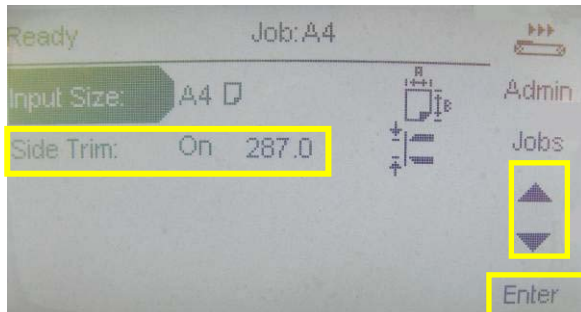 Ready Job: A4
Input Size: A4
A
B
Admin
Side Trim: On 287.0
Jobs
Enter